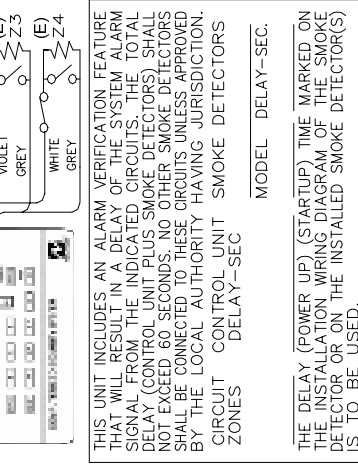 (E)
Z3
(E)
Z4
VIOLET
GREY
WHITE
GREY
THIS UNIT INCLUDES AN ALARM VERIFICATION FEATURE
THAT WILL RESULT IN A DELAY OF THE SYSTEM ALARM
SIGNAL FROM THE INDICATED CIRCUITS. THE TOTAL
DELAY (CONTROL UNIT PLUS SMOKE DETECTORS) SHALL
NOT EXCEED 60 SECONDS. NO OTHER SMOKE DETECTORS
SHALL BE CONNECTED TO THESE CIRCUITS UNLESS APPROVED
BY THE LOCAL AUTHORITY HAVING JURISDICTION.
CIRCUIT CONTROL UNIT SMOKE DETECTORS
ZONES DELAY-SEC
MODEL DELAY-SEC.
THE DELAY (POWER UP) (STARTUP) TIME MARKED ON
THE INSTALLATION WIRING DIAGRAM OF THE SMOKE
DETECTOR OR ON THE INSTALLED SMOKE DETECTOR(S)
IS TO BE USED.